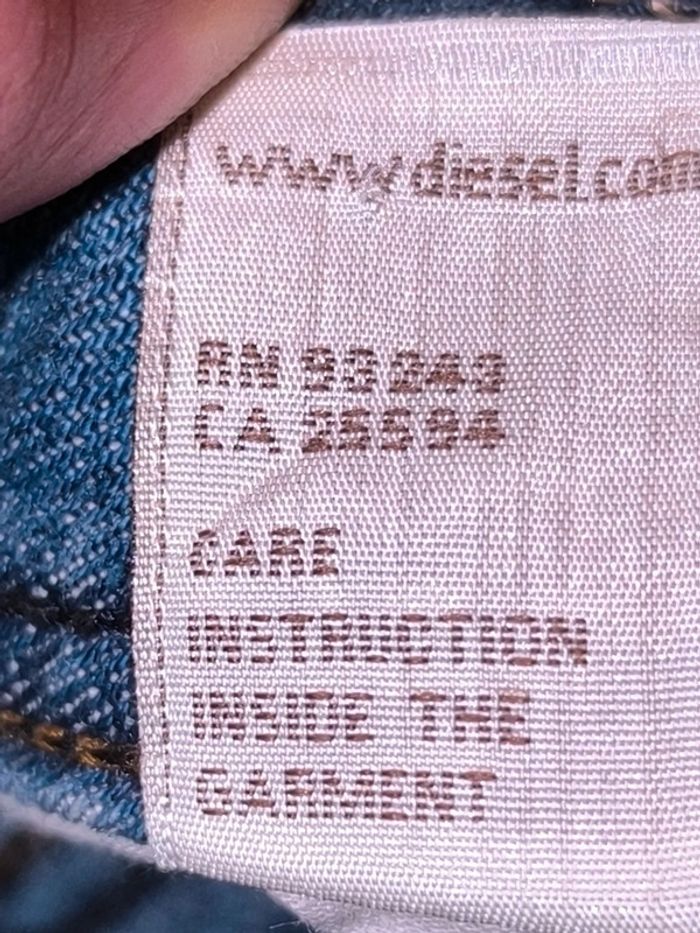 www.diesel.com
RN 93243
CA 25594
CARE
INSTRUCTION
INSIDE THE
GARMENT